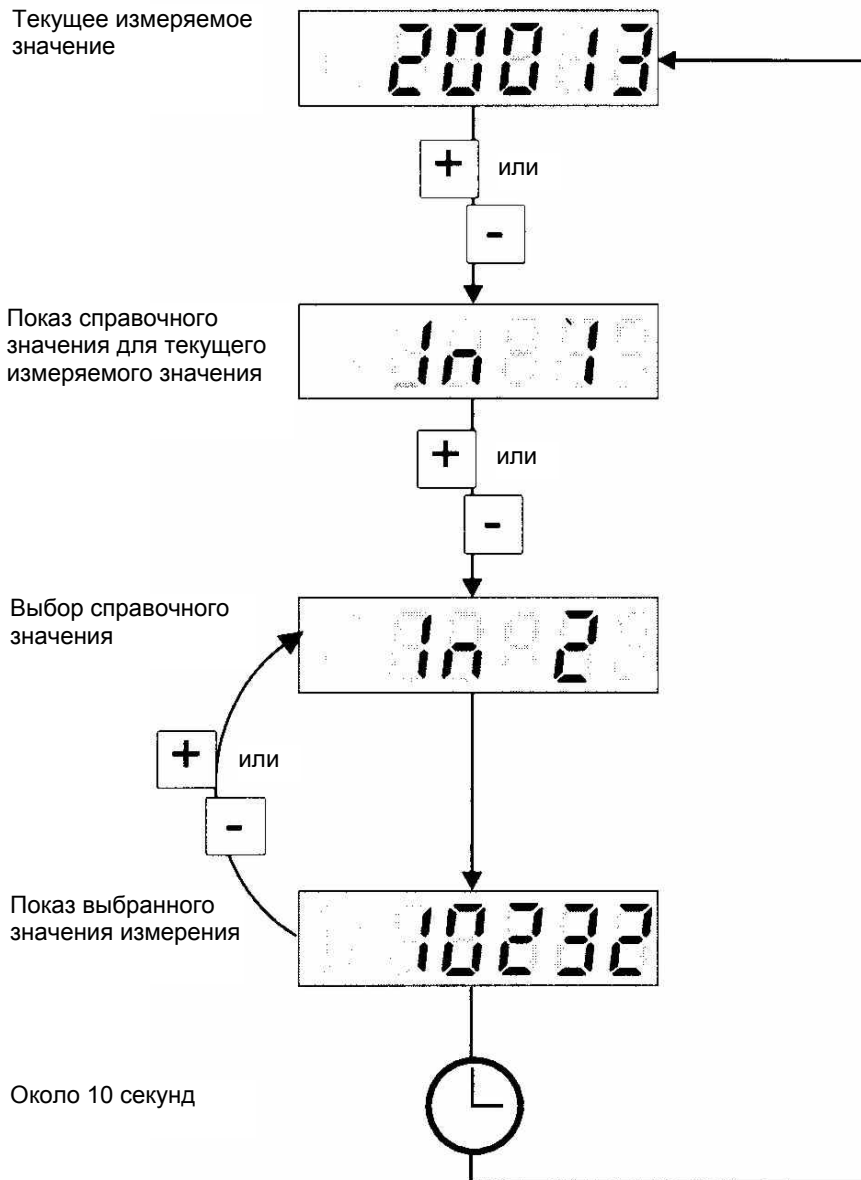 Текущее измеряемое
значение
20013
+ или
-
Показ справочного
значения для текущего
измеряемого значения
In 1
+ или
-
Выбор справочного
значения
In 2
+ или
-
Показ выбранного
значения измерения
10232
Около 10 секунд